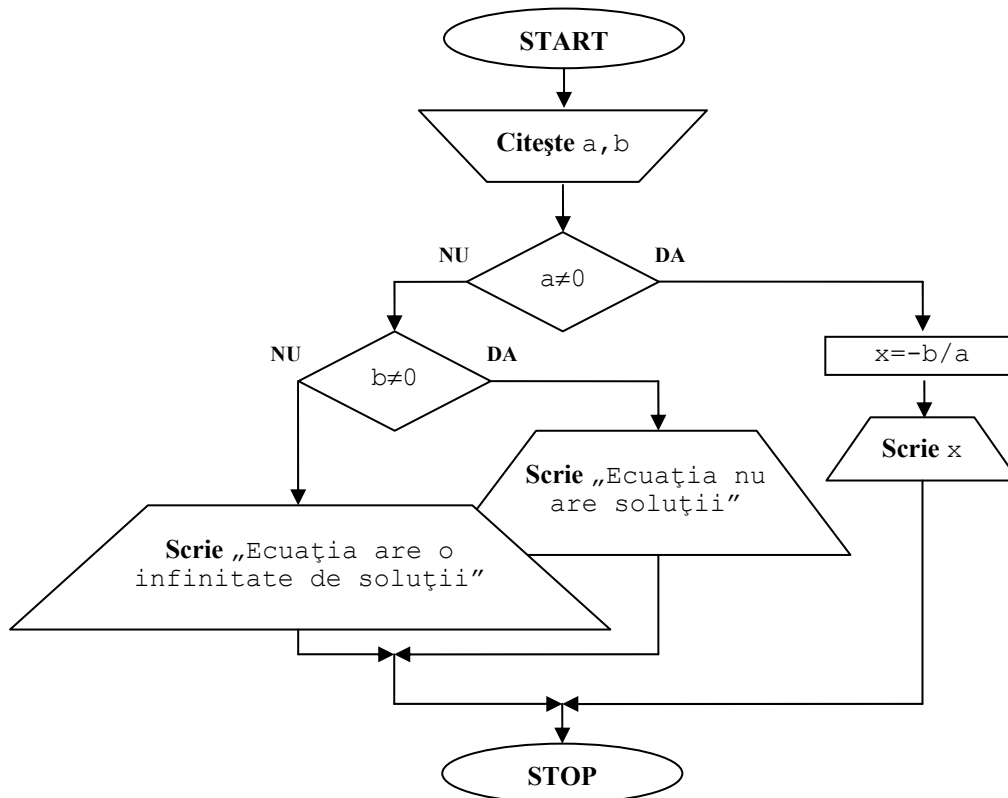 START
Citeşte a,b
NU
DA
a≠0
NU
DA
b≠0
x=-b/a
Scrie x
Scrie „Ecuaţia nu
are soluţii”
Scrie „Ecuaţia are o
infinitate de soluţii”
STOP